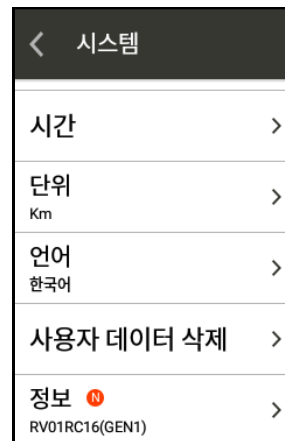 시스템
시간
단위
Km
언어
한국어
사용자 데이터 삭제
정보 N
RV01RC16(GEN1)